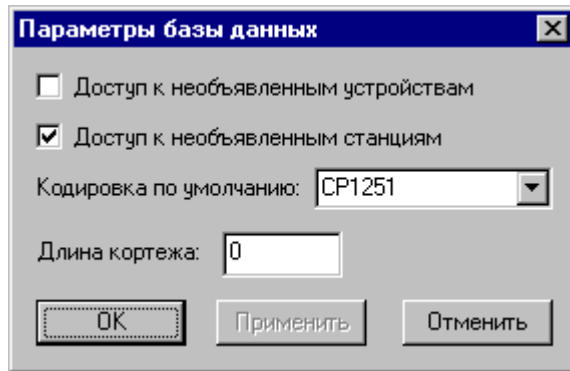 Параметры базы данных
Доступ к необъявленным устройствам
Доступ к необъявленным станциям
Кодировка по умолчанию: CP1251
Длина кортежа: 0
OK Применить Отменить